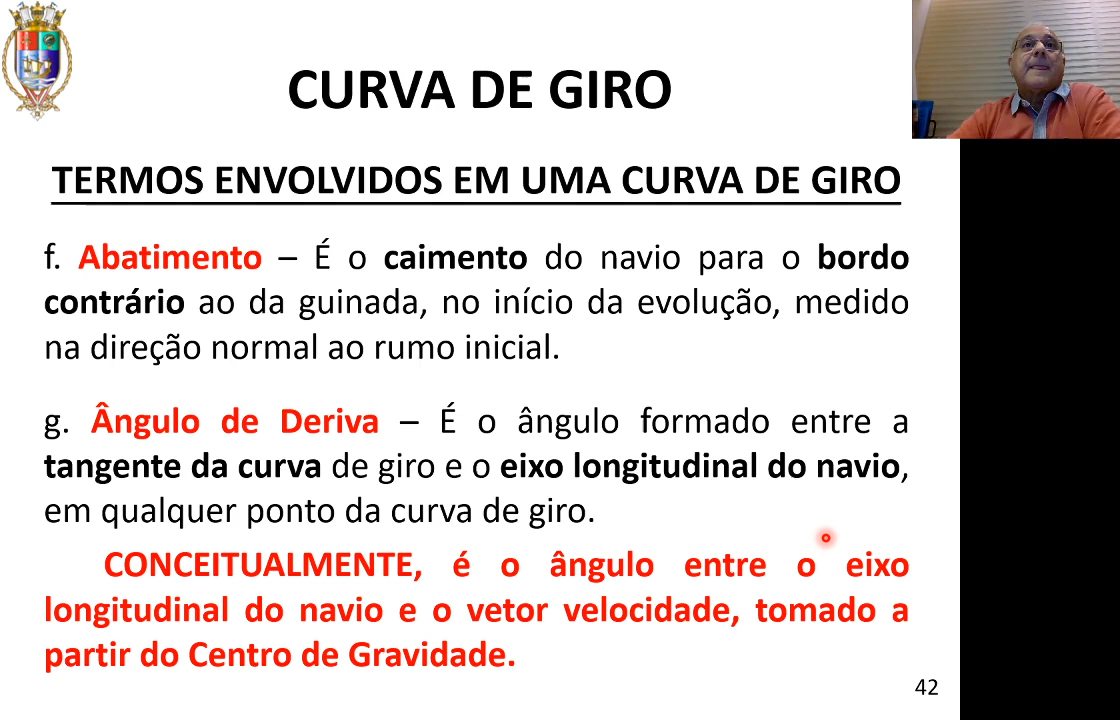 CURVA DE GIRO
TERMOS ENVOLVIDOS EM UMA CURVA DE GIRO
f. Abatimento – É o caimento do navio para o bordo
contrário ao da guinada, no início da evolução, medido
na direção normal ao rumo inicial.
g. Ângulo de Deriva – É o ângulo formado entre a
tangente da curva de giro e o eixo longitudinal do navio,
em qualquer ponto da curva de giro.
CONCEITUALMENTE, é o ângulo entre o eixo
longitudinal do navio e o vetor velocidade, tomado a
partir do Centro de Gravidade.
42